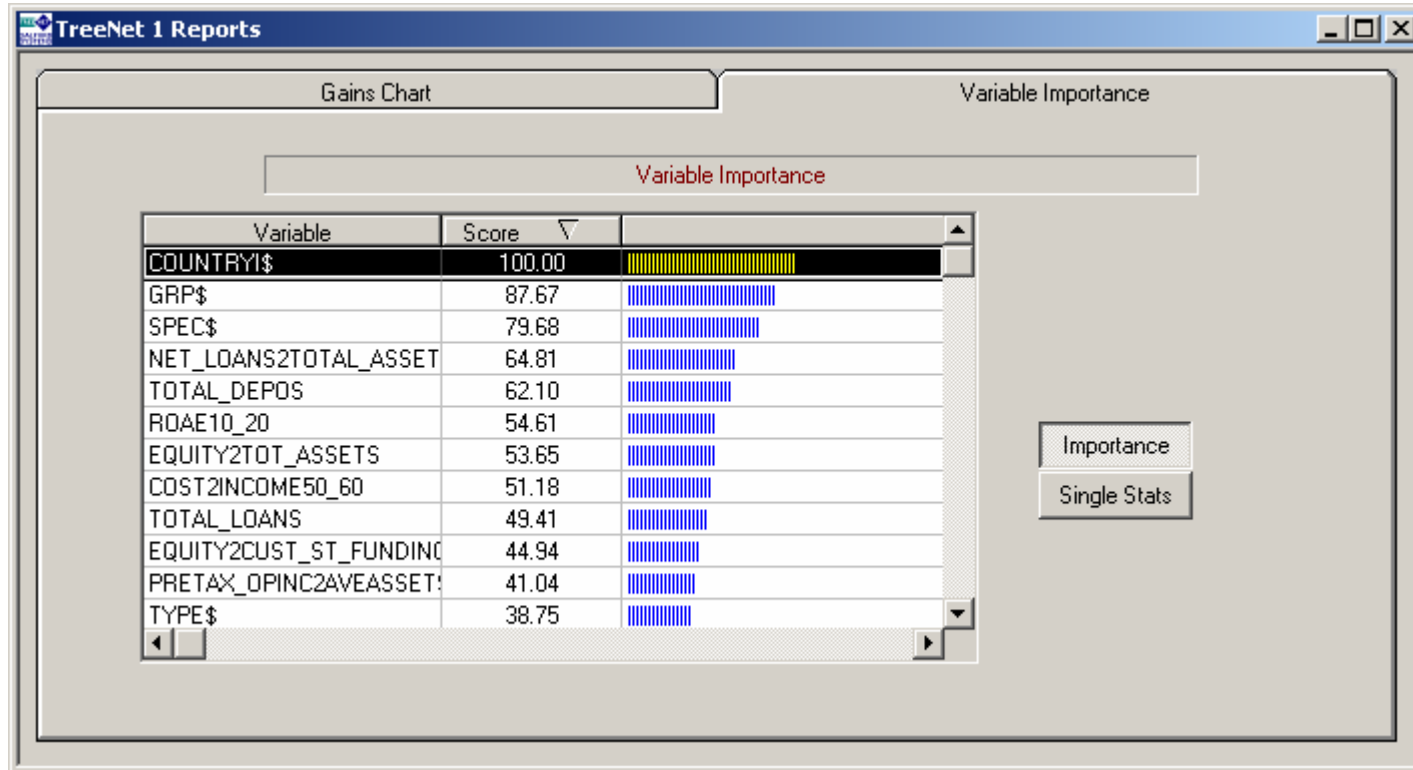 TreeNet 1 Reports
Gains Chart
Variable Importance
Variable Importance
Variable Score
COUNTRYI$ 100.00
GRP$ 87.67
SPEC$ 79.68
NET_LOANS2TOTAL_ASSET 64.81
TOTAL_DEPOS 62.10
ROAE10_20 54.61
EQUITY2TOT_ASSETS 53.65
COST2INCOME50_60 51.18
TOTAL_LOANS 49.41
EQUITY2CUST_ST_FUNDING 44.94
PRETAX_OPINC2AVEASSETS 41.04
TYPE$ 38.75
Importance
Single Stats